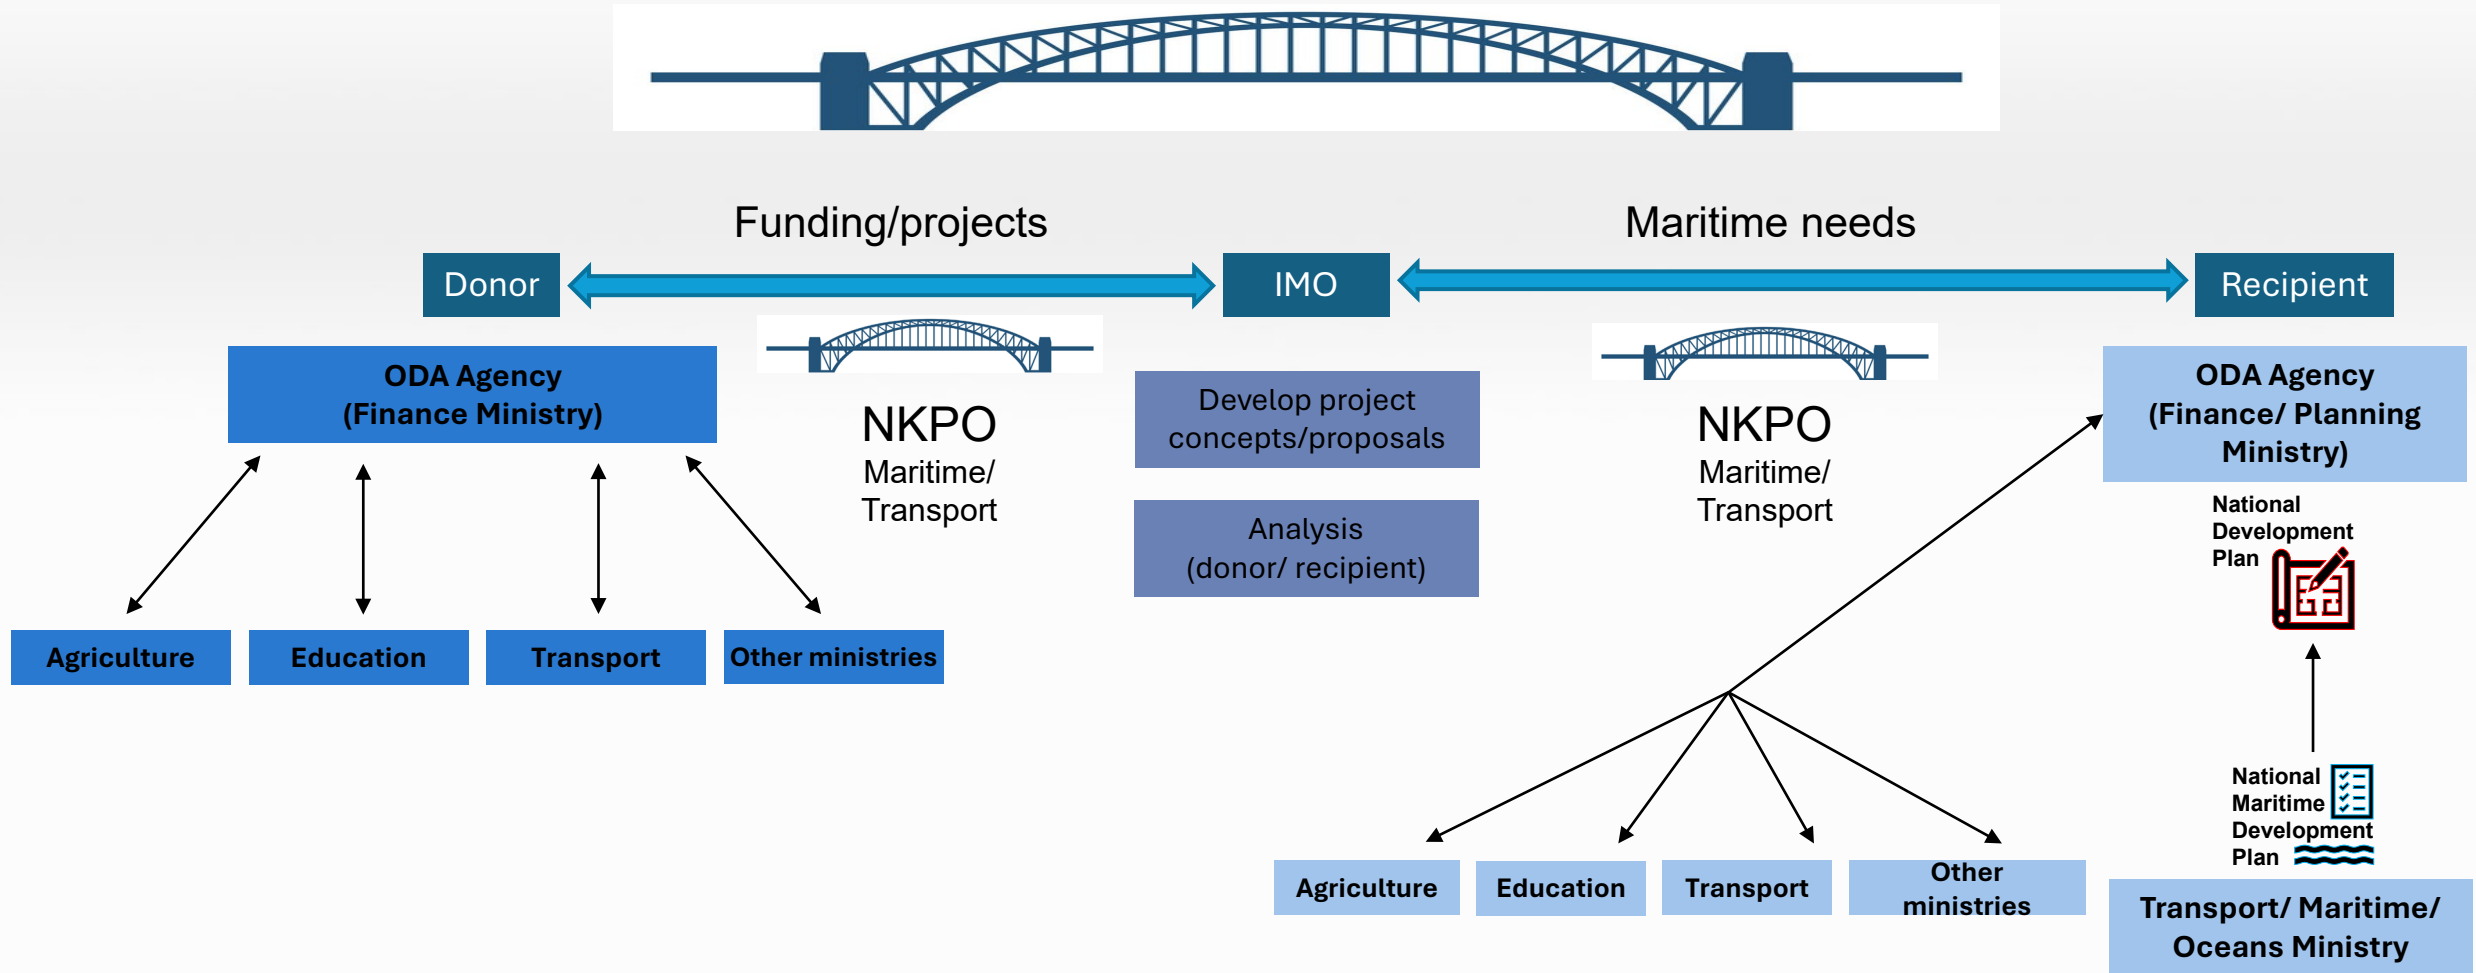 Funding/projects
Maritime needs
Donor
IMO
Recipient
ODA Agency
(Finance Ministry)
NKPO
Maritime/
Transport
Develop project
concepts/proposals
Analysis
(donor/ recipient)
NKPO
Maritime/
Transport
ODA Agency
(Finance/ Planning
Ministry)
National
Development
Plan
Agriculture
Education
Transport
Other ministries
National
Maritime
Development
Plan
Agriculture
Education
Transport
Other
ministries
Transport/ Maritime/
Oceans Ministry